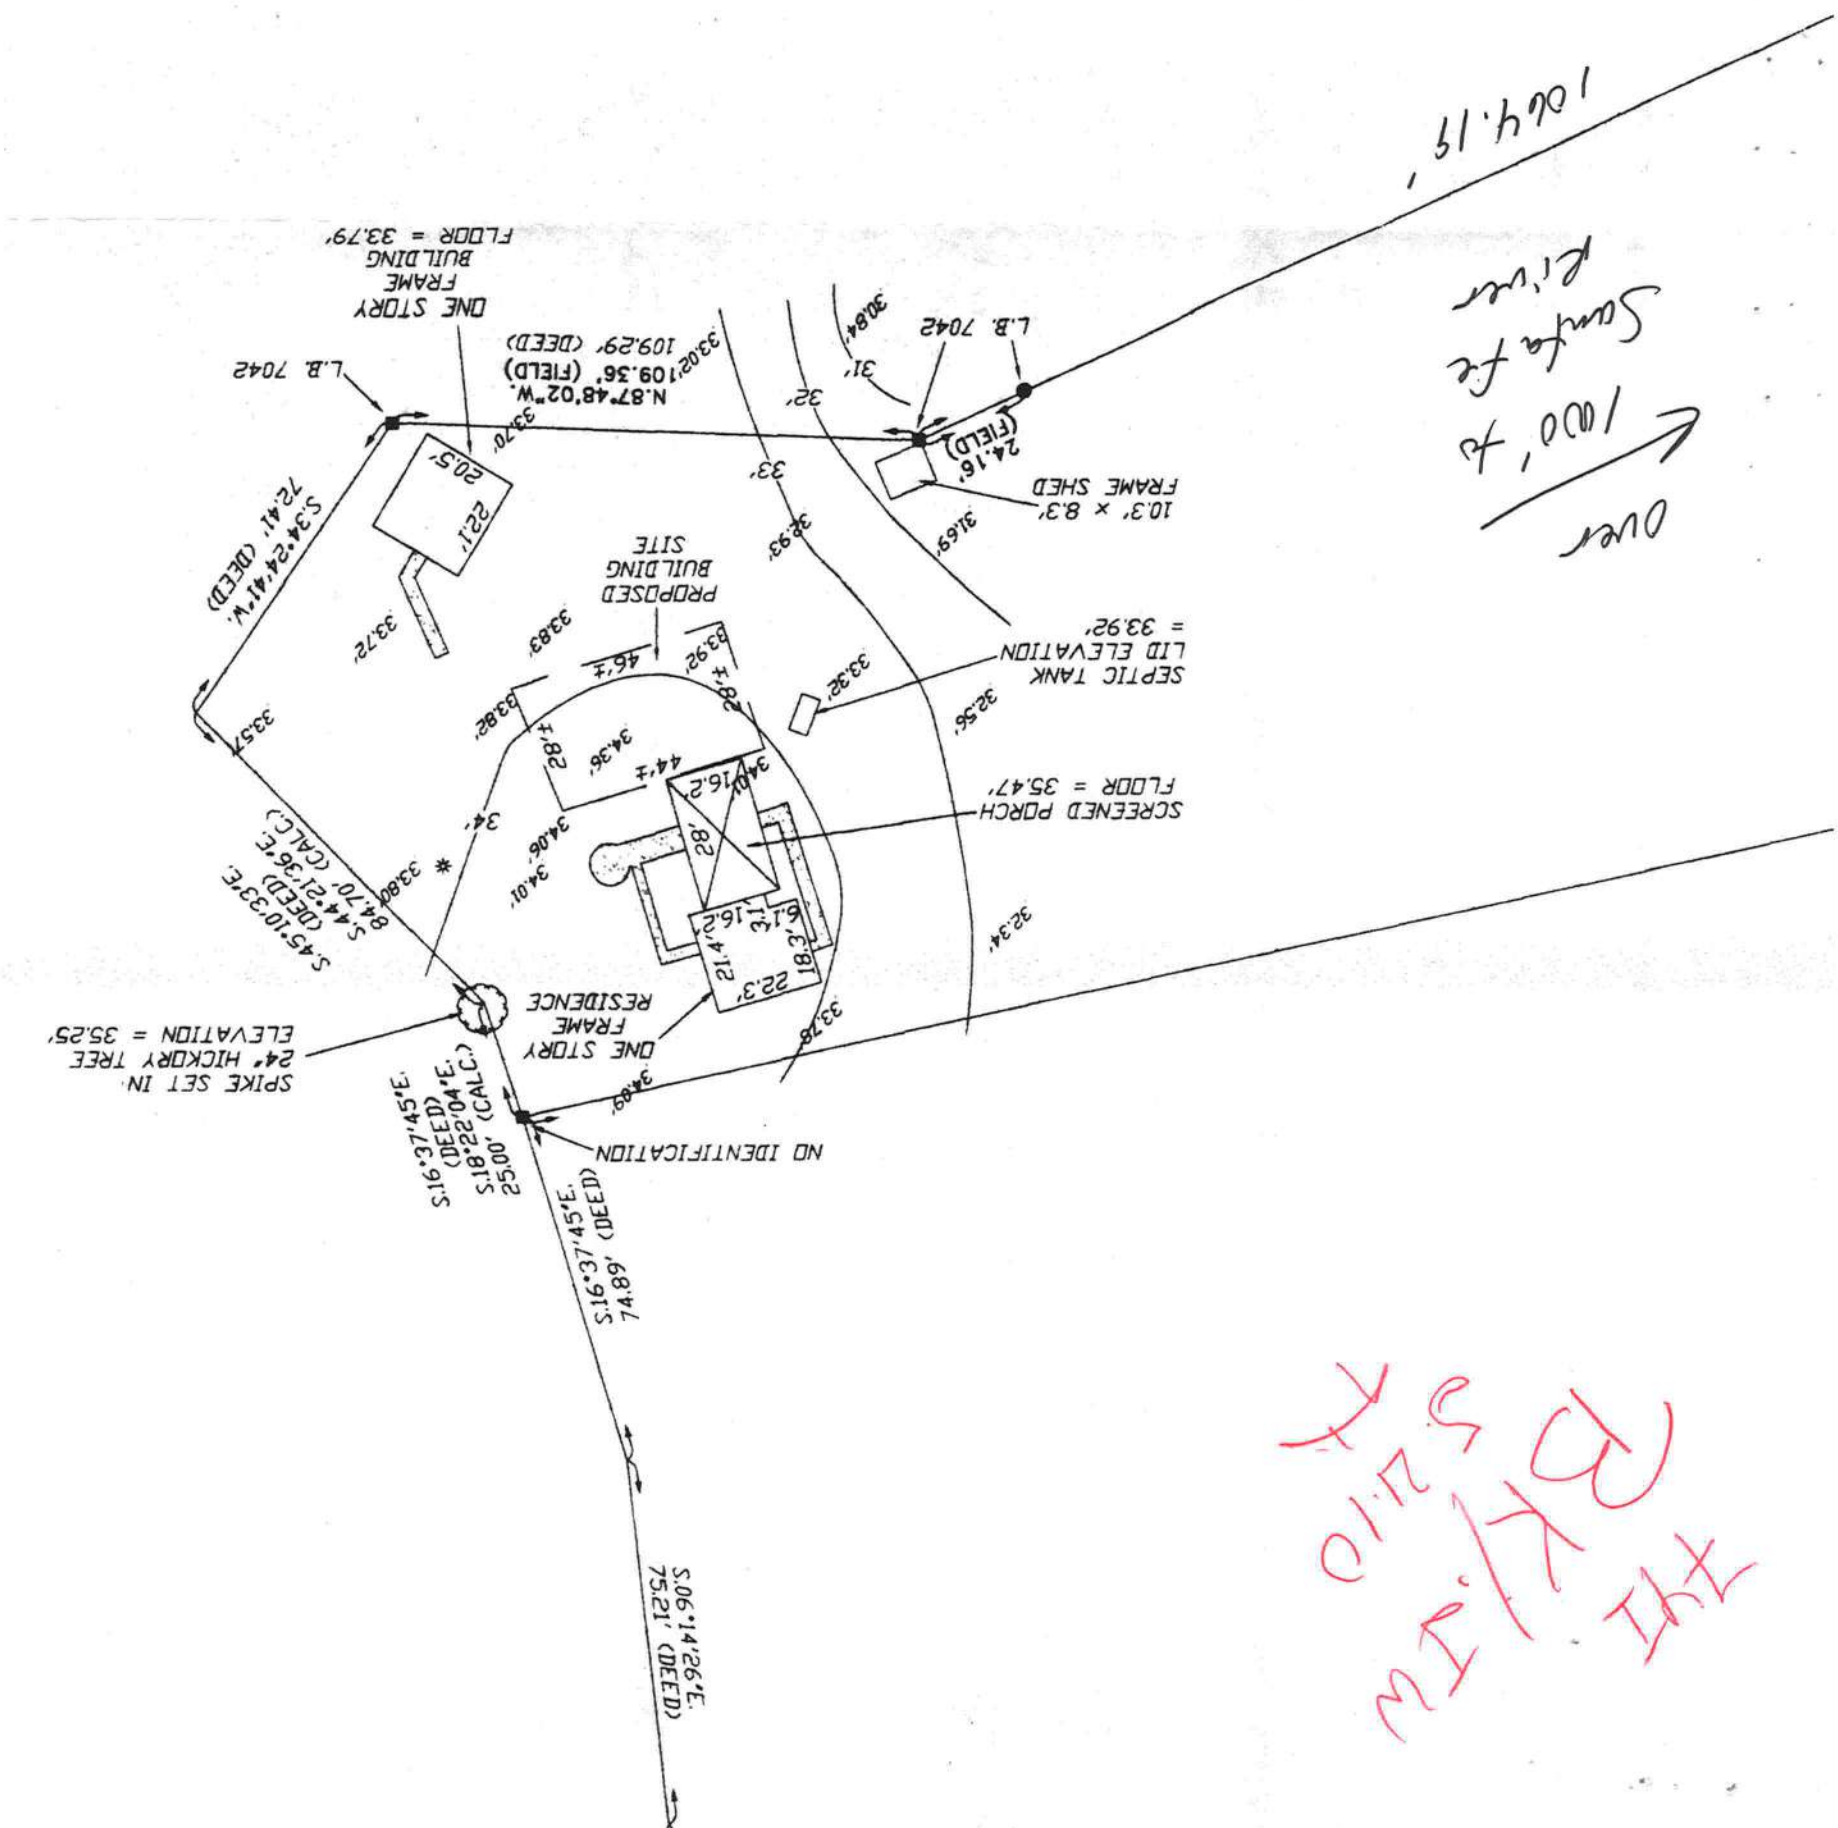 S.06°14'26"E.
75.21' (DEED)
S.16°37'45"E.
74.89' (DEED)
NO IDENTIFICATION
S.16°37'45"E.
(DEED)
S.18°22'04"E.
25.00' (CALC.)
SPIKE SET IN
24" HICKORY TREE
ELEVATION = 35.25'
34.09'
33.78'
ONE STORY
FRAME
RESIDENCE
22.3'
21.4'
18.3'
16.2'
6.1'
3.1'
32.34'
S.45°10'33"E.
(DEED)
S.44°21'36"E.
84.70' (CALC.)
33.80'
34'
34.01'
34.06'
28'
16.2'
34.01'
SCREENED PORCH
FLOOR = 35.47'
44'±
34.36'
28'±
28'±
46'±
33.82'
33.92'
33.83'
33.32'
32.56'
SEPTIC TANK
LID ELEVATION
= 33.92'
PROPOSED
BUILDING
SITE
33.57'
33.72'
S.34°24'41"W.
72.41' (DEED)
22.1'
20.5'
32.93'
31.69'
10.3' x 8.3'
FRAME SHED
24.16'
(FIELD)
33'
32'
31'
30.84'
33.70'
33.02'
N.87°48'02"W.
109.36' (FIELD)
109.29' (DEED)
L.B. 7042
L.B. 7042
ONE STORY
FRAME
BUILDING
FLOOR = 33.79'
over
1000' to
Santa Fe
River
1064.19'